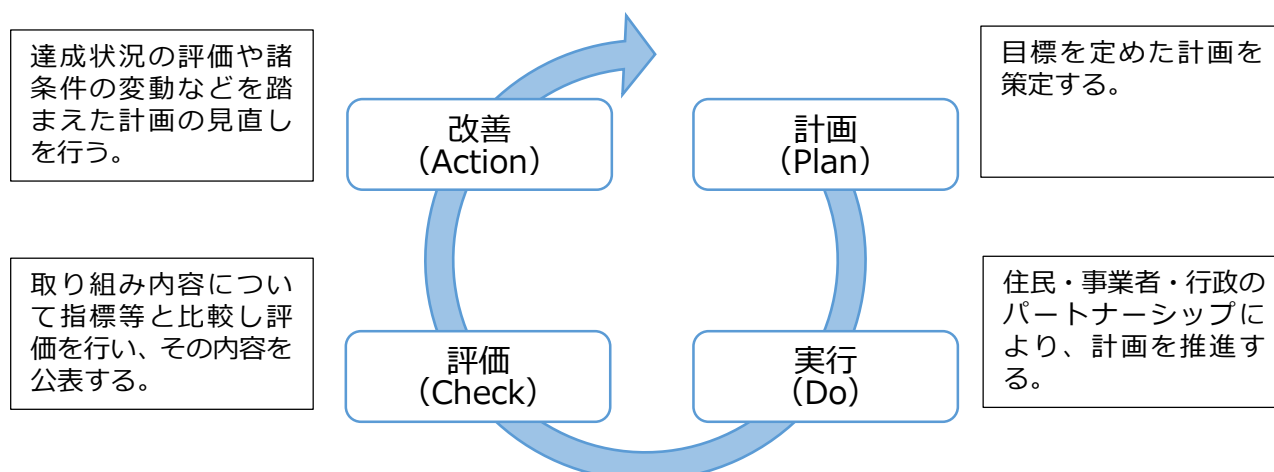 達成状況の評価や諸
条件の変動などを踏
まえた計画の見直し
を行う。
改善
（Action）
計画
（Plan）
目標を定めた計画を
策定する。
取り組み内容につい
て指標等と比較し評
価を行い、その内容を
公表する。
評価
（Check）
実行
（Do）
住民・事業者・行政の
パートナーシップに
より、計画を推進す
る。